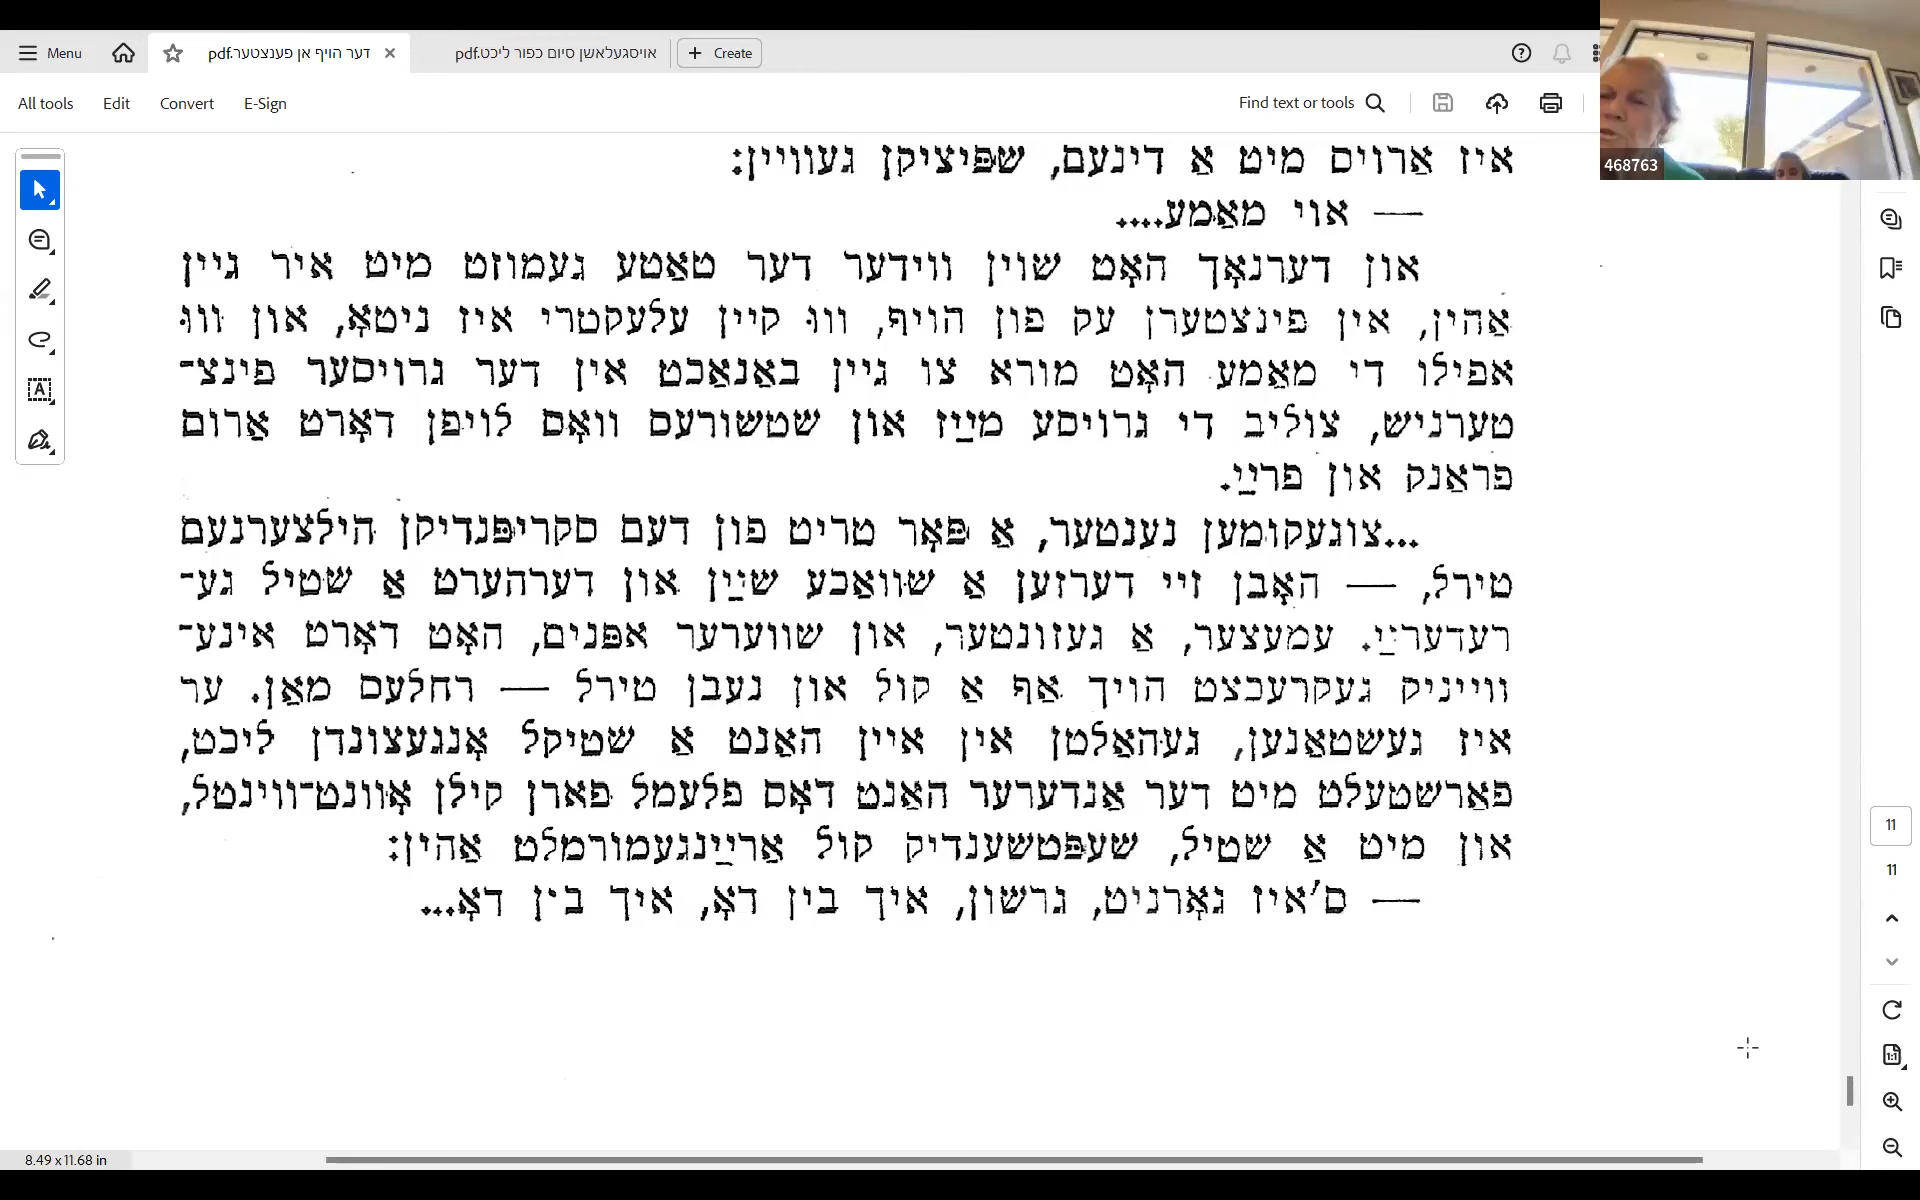 Menu
דער הויף אן פענצטער.pdf
אויסגעלאשן סיום כפור ליכט.pdf
Create
All tools
Edit
Convert
E-Sign
Find text or tools
468763
איז אַרויס מיט אַ דינעם, שפּיציקן געוויין:
— אוי מאַמע....
און דערנאָך האָט שוין ווידער דער טאַטע געמוזט מיט איר גיין
אַהין, אין פינצטערן עק פון הויף, וווּ קיין עלעקטרי איז ניטאָ, און וווּ
אפילו די מאַמע האָט מורא צו גיין באַנאַכט אין דער גרויסער פינצ־
טערניש, צוליב די גרויסע מײַז און שטשורעס וואָס לויפן דאָרט אַרום
פראַנק און פרײַ.
...צוגעקומען נענטער, אַ פּאָר טריט פון דעם סקריפּנדיקן הילצערנעם
טירל, — האָבן זיי דערזען אַ שוואַכע שײַן און דערהערט אַ שטיל גע־
רעדערײַ. עמעצער, אַ געזונטער, און שווערער אפּנים, האָט דאָרט אינע־
ווייניק געקרעכצט הויך אַף אַ קול און נעבן טירל — רחלעס מאַן. ער
איז געשטאַנען, געהאַלטן אין איין האַנט אַ שטיקל אָנגעצונדן ליכט,
פאַרשטעלט מיט דער אַנדערער האַנט דאָס פלעמל פארן קילן אָוונט־ווינטל,
און מיט אַ שטיל, שעפּטשענדיק קול אַרײַנגעמורמלט אַהין:
— ס'איז גאָרניט, גרשון, איך בין דאָ, איך בין דאָ...
11
11
8.49 x 11.68 in